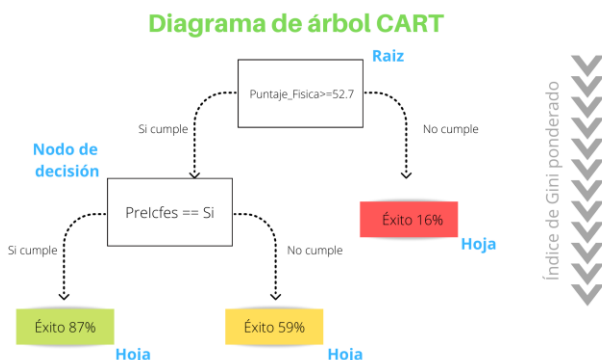 Diagrama de árbol CART
Raiz
Puntaje_Fisica>=52.7
Si cumple
No cumple
Nodo de
decisión
PreIcfes == Si
Éxito 16%
Hoja
Si cumple
No cumple
Éxito 87%
Hoja
Éxito 59%
Hoja
Índice de Gini ponderado